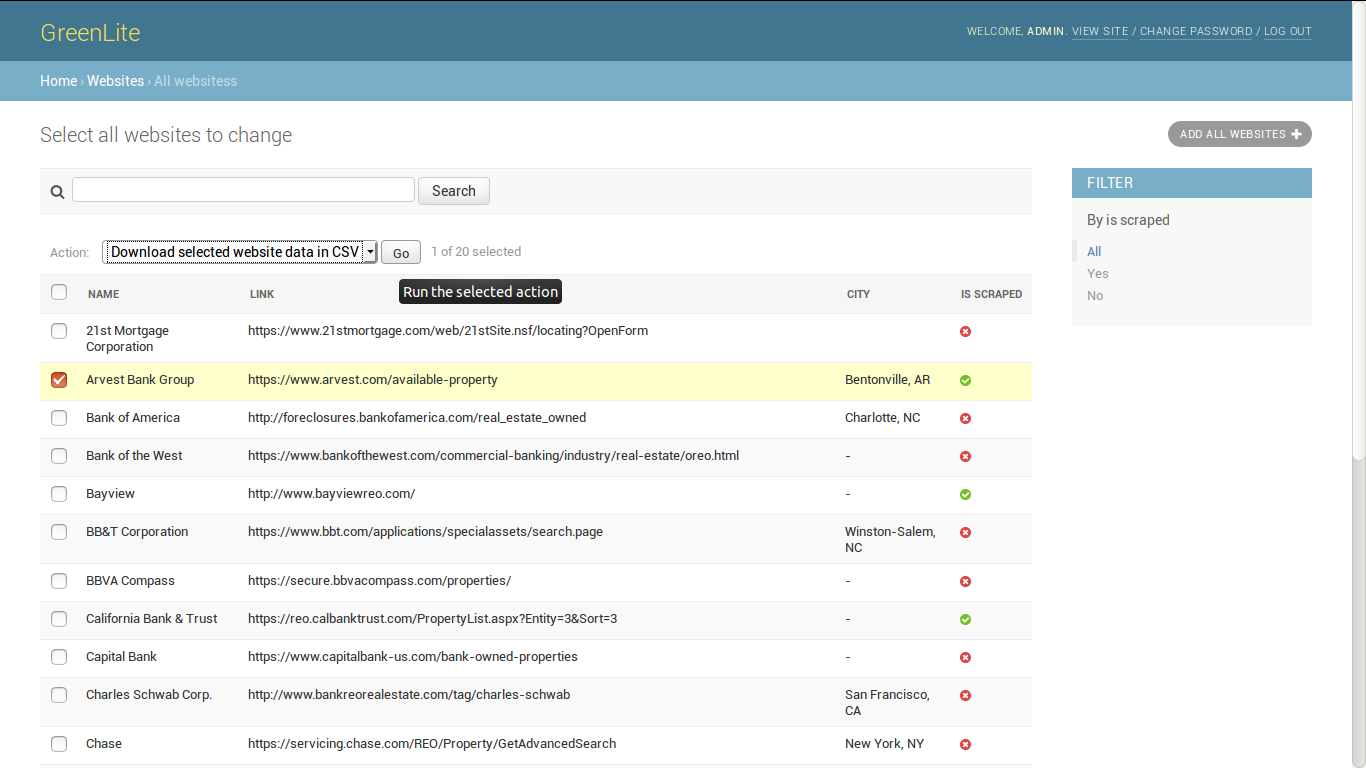 GreenLite
WELCOME, ADMIN. VIEW SITE / CHANGE PASSWORD / LOG OUT
Home › Websites › All websitess
Select all websites to change
ADD ALL WEBSITES
Search
FILTER
By is scraped
All
Yes
No
Action: Download selected website data in CSV Go 1 of 20 selected
Run the selected action
NAME LINK CITY IS SCRAPED
21st Mortgage Corporation https://www.21stmortgage.com/web/21stSite.nsf/locating?OpenForm
Arvest Bank Group https://www.arvest.com/available-property Bentonville, AR
Bank of America http://foreclosures.bankofamerica.com/real_estate_owned Charlotte, NC
Bank of the West https://www.bankofthewest.com/commercial-banking/industry/real-estate/oreo.html -
Bayview http://www.bayviewreo.com/ -
BB&T Corporation https://www.bbt.com/applications/specialassets/search.page Winston-Salem, NC
BBVA Compass https://secure.bbvacompass.com/properties/ -
California Bank & Trust https://reo.calbanktrust.com/PropertyList.aspx?Entity=3&Sort=3 -
Capital Bank https://www.capitalbank-us.com/bank-owned-properties -
Charles Schwab Corp. http://www.bankreorealestate.com/tag/charles-schwab San Francisco, CA
Chase https://servicing.chase.com/REO/Property/GetAdvancedSearch New York, NY